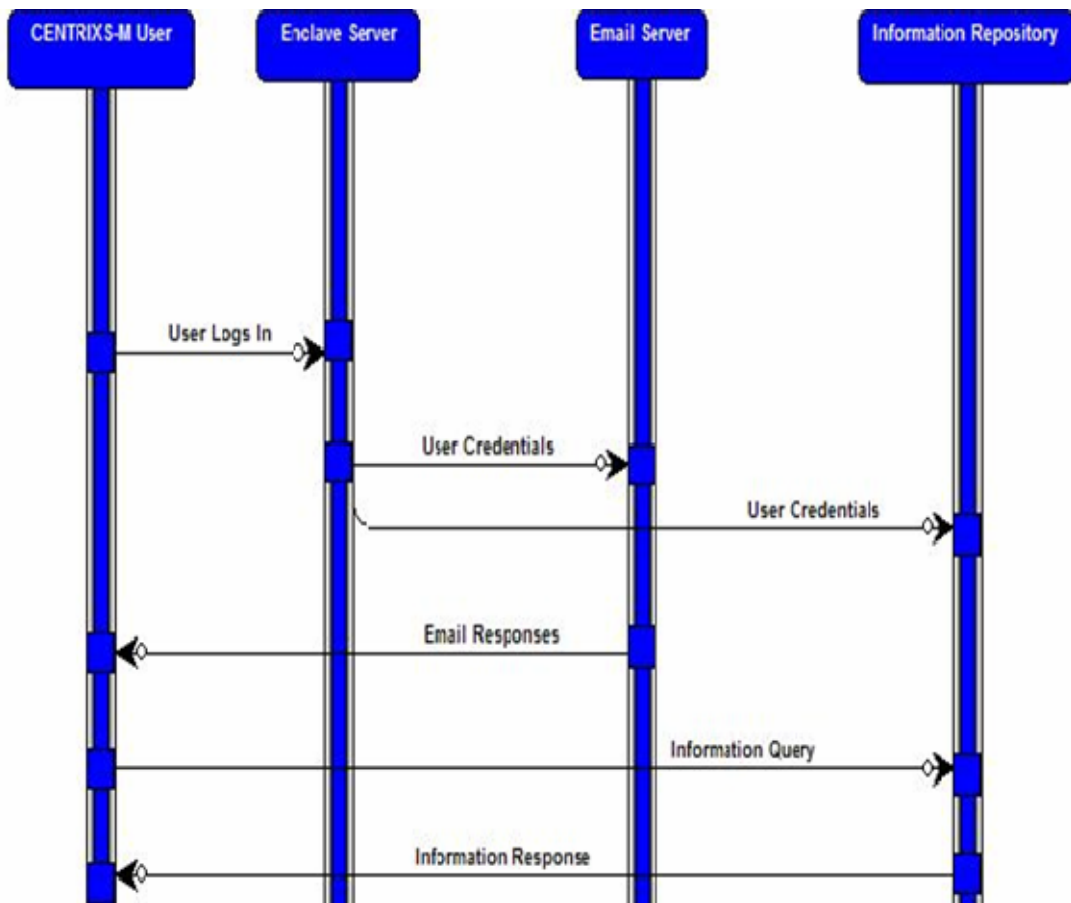 CENTRIXS-M User
Enclave Server
Email Server
Information Repository
User Logs In
User Credentials
User Credentials
Email Responses
Information Query
Information Response